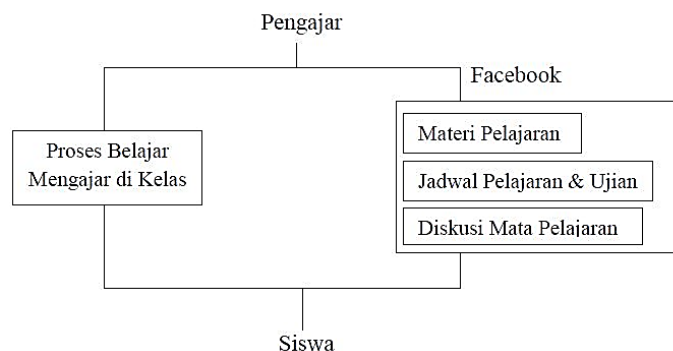 Pengajar
Facebook
Proses Belajar
Mengajar di Kelas
Materi Pelajaran
Jadwal Pelajaran & Ujian
Diskusi Mata Pelajaran
Siswa